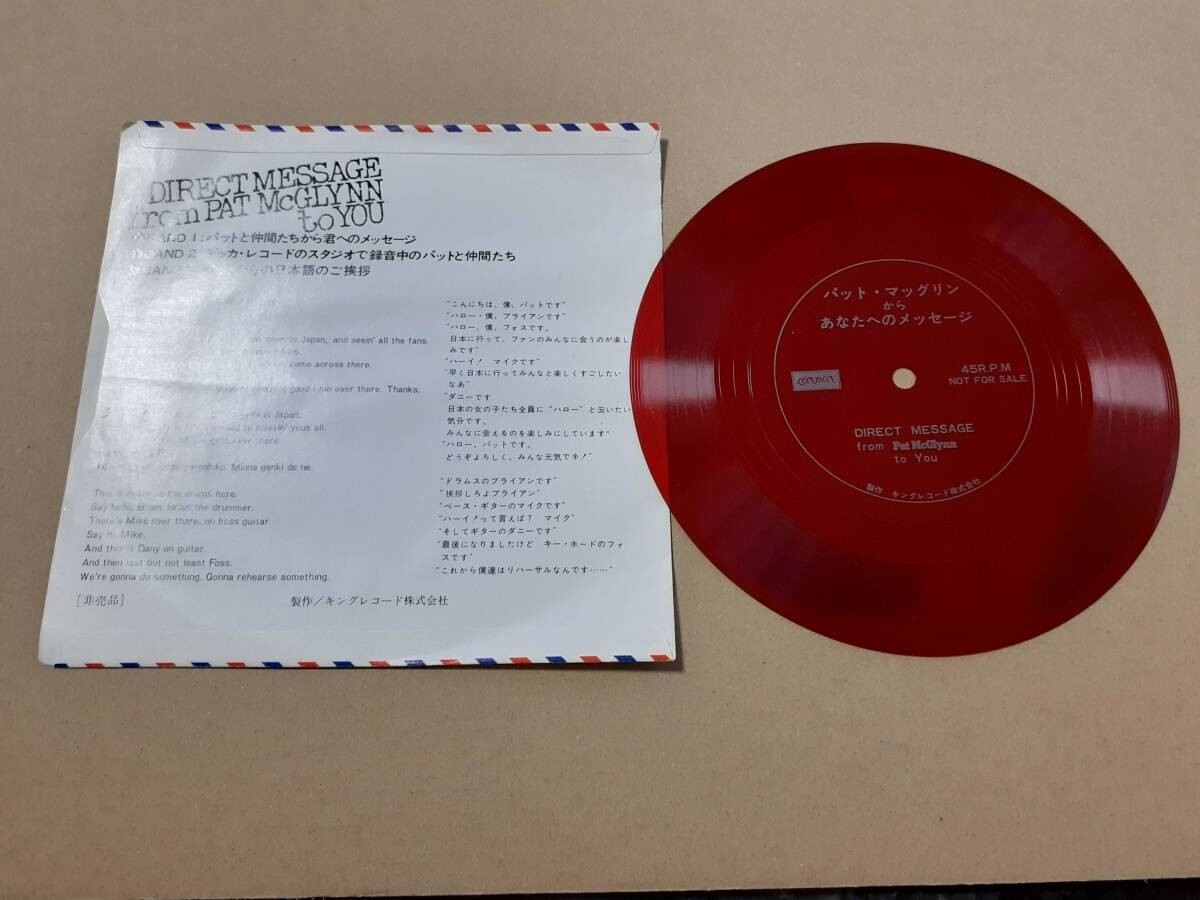 DIRECT MESSAGE
from PAT McGLYNN
to YOU
BAND 1:パットと仲間たちから君へのメッセージ
BAND 2:デッカ・レコードのスタジオで録音中のパットと仲間たち
の日本語のご挨拶
to Japan, and seein' all the fans.
come across there.
good time over there. Thanks.
in Japan.
meetin' yous all.
there.
yoroshiku. Minna genki de ne.
This is on the drums here.
Say hello, Brian the drummer.
There's Mike over there, on bass guitar.
Say hi, Mike.
And this is Dany on guitar.
And then last but not least Foss.
We're gonna do something. Gonna rehearse something.
"こんにちは、僕、パットです"
"ハロー・僕、ブライアンです"
"ハロー、僕、フォスです。
日本に行って、ファンのみんなに会うのが楽し
みです"
"ハーイ! マイクです"
"早く日本に行ってみんなと楽しくすごしたい
なあ"
"ダニーです
日本の女の子たち全員に "ハロー" と云いたい
気分です。
みんなに会えるのを楽しみにしています"
"ハロー、パットです。
どうぞよろしく、みんな元気でネ!"
"ドラムスのブライアンです"
"挨拶しろよブライアン"
"ベース・ギターのマイクです"
"ハーイ!って言えば? マイク"
"そしてギターのダニーです"
"最後になりましたけど キー・ホードのフォ
スです"
"これから僕達はリハーサルなんです……"
[非売品]
製作/キングレコード株式会社
パット・マッグリン
から
あなたへのメッセージ
LONDON
45R.P.M
NOT FOR SALE
DIRECT MESSAGE
from Pat McGlynn
to You
製作 キングレコード株式会社